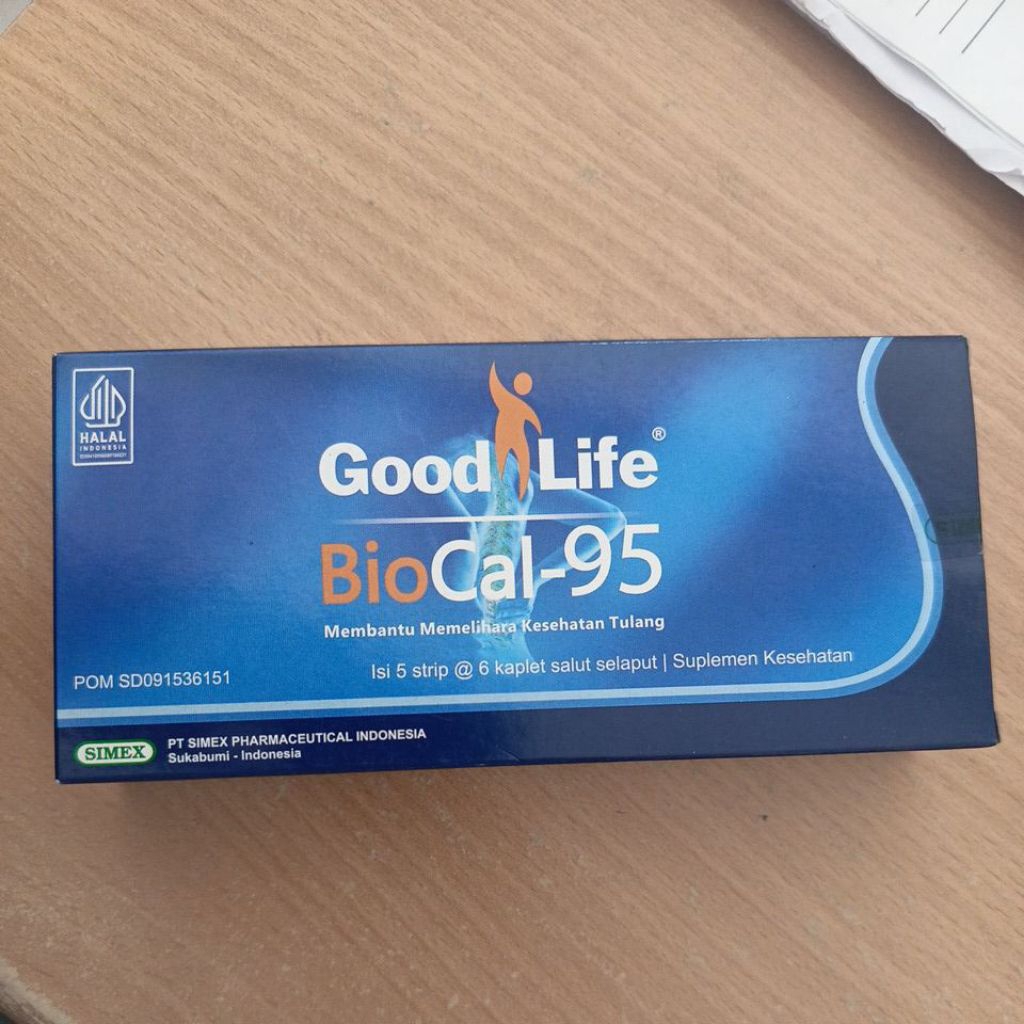 HALAL
INDONESIA
Good Life®
BioCal-95
Membantu Memelihara Kesehatan Tulang
Isi 5 strip @ 6 kaplet salut selaput | Suplemen Kesehatan
POM SD091536151
SIMEX
PT SIMEX PHARMACEUTICAL INDONESIA
Sukabumi - Indonesia